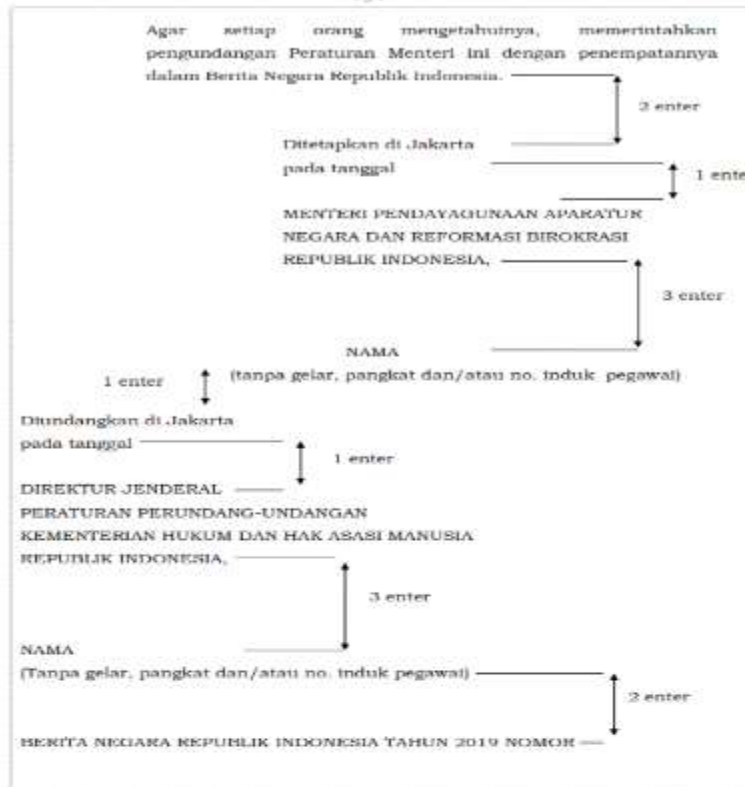 Agar setiap orang mengetahuinya, memerintahkan
pengundangan Peraturan Menteri ini dengan penempatannya
dalam Berita Negara Republik Indonesia.
2 enter
Ditetapkan di Jakarta
pada tanggal
1 ente
MENTERI PENDAYAGUNAAN APARATUR
NEGARA DAN REFORMASI BIROKRASI
REPUBLIK INDONESIA,
3 enter
NAMA
(tanpa gelar, pangkat dan/atau no. induk pegawai)
1 enter
Diundangkan di Jakarta
pada tanggal
1 enter
DIREKTUR JENDERAL
PERATURAN PERUNDANG-UNDANGAN
KEMENTERIAN HUKUM DAN HAK ASASI MANUSIA
REPUBLIK INDONESIA,
3 enter
NAMA
(Tanpa gelar, pangkat dan/atau no. induk pegawai)
2 enter
BERITA NEGARA REPUBLIK INDONESIA TAHUN 2019 NOMOR